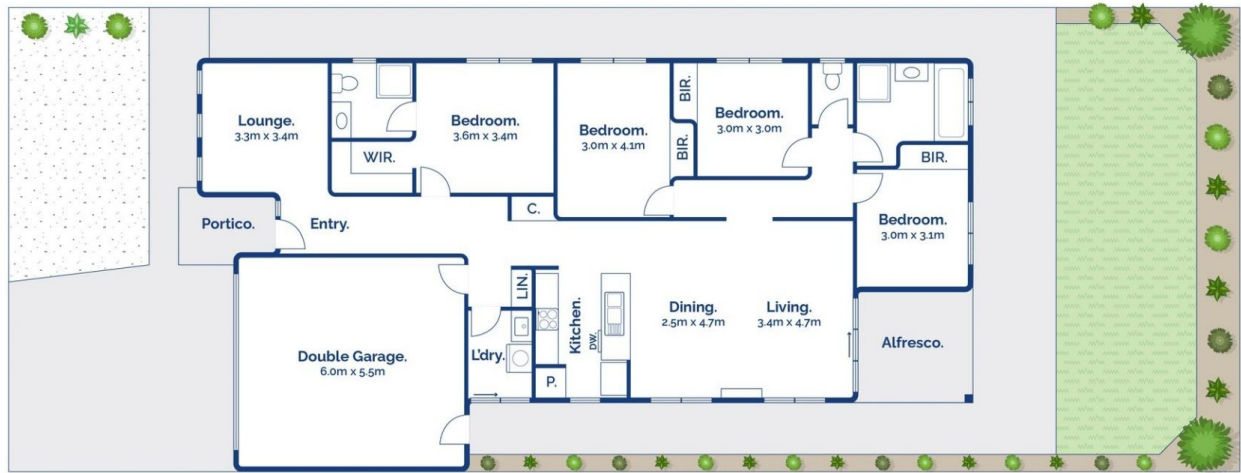 Lounge.
3.3m x 3.4m
WIR.
Bedroom.
3.6m x 3.4m
Bedroom.
3.0m x 4.1m
BIR.
BIR.
Bedroom.
3.0m x 3.0m
BIR.
Bedroom.
3.0m x 3.1m
Portico.
Entry.
C.
LIN.
Kitchen.
DW.
P.
L'dry.
Dining.
2.5m x 4.7m
Living.
3.4m x 4.7m
Alfresco.
Double Garage.
6.0m x 5.5m